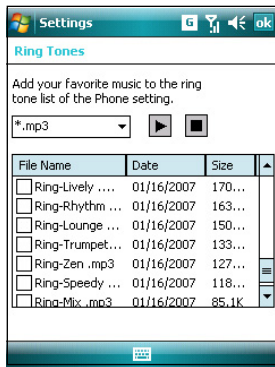 Settings G ok
Ring Tones
Add your favorite music to the ring
tone list of the Phone setting.
*.mp3
File Name Date Size
Ring-Lively .... 01/16/2007 170...
Ring-Rhythm ... 01/16/2007 163...
Ring-Lounge ... 01/16/2007 150...
Ring-Trumpet... 01/16/2007 133...
Ring-Zen .mp3 01/16/2007 127...
Ring-Speedy ... 01/16/2007 118...
Ring-Mix .mp3 01/16/2007 85.1K